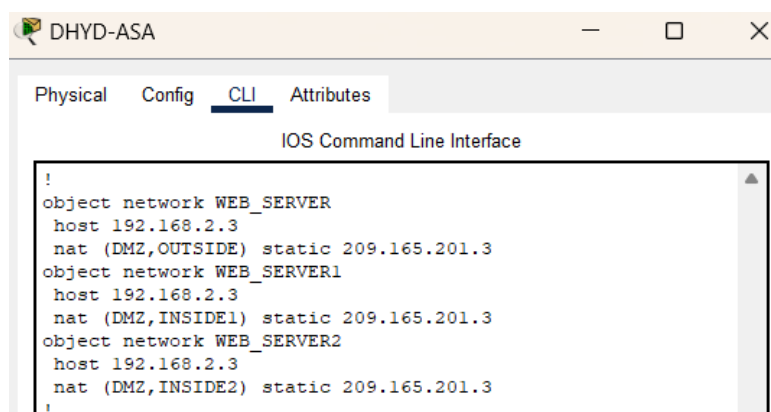 DHYD-ASA
Physical Config CLI Attributes
IOS Command Line Interface
!
object network WEB_SERVER
 host 192.168.2.3
 nat (DMZ,OUTSIDE) static 209.165.201.3
object network WEB_SERVER1
 host 192.168.2.3
 nat (DMZ,INSIDE1) static 209.165.201.3
object network WEB_SERVER2
 host 192.168.2.3
 nat (DMZ,INSIDE2) static 209.165.201.3
!